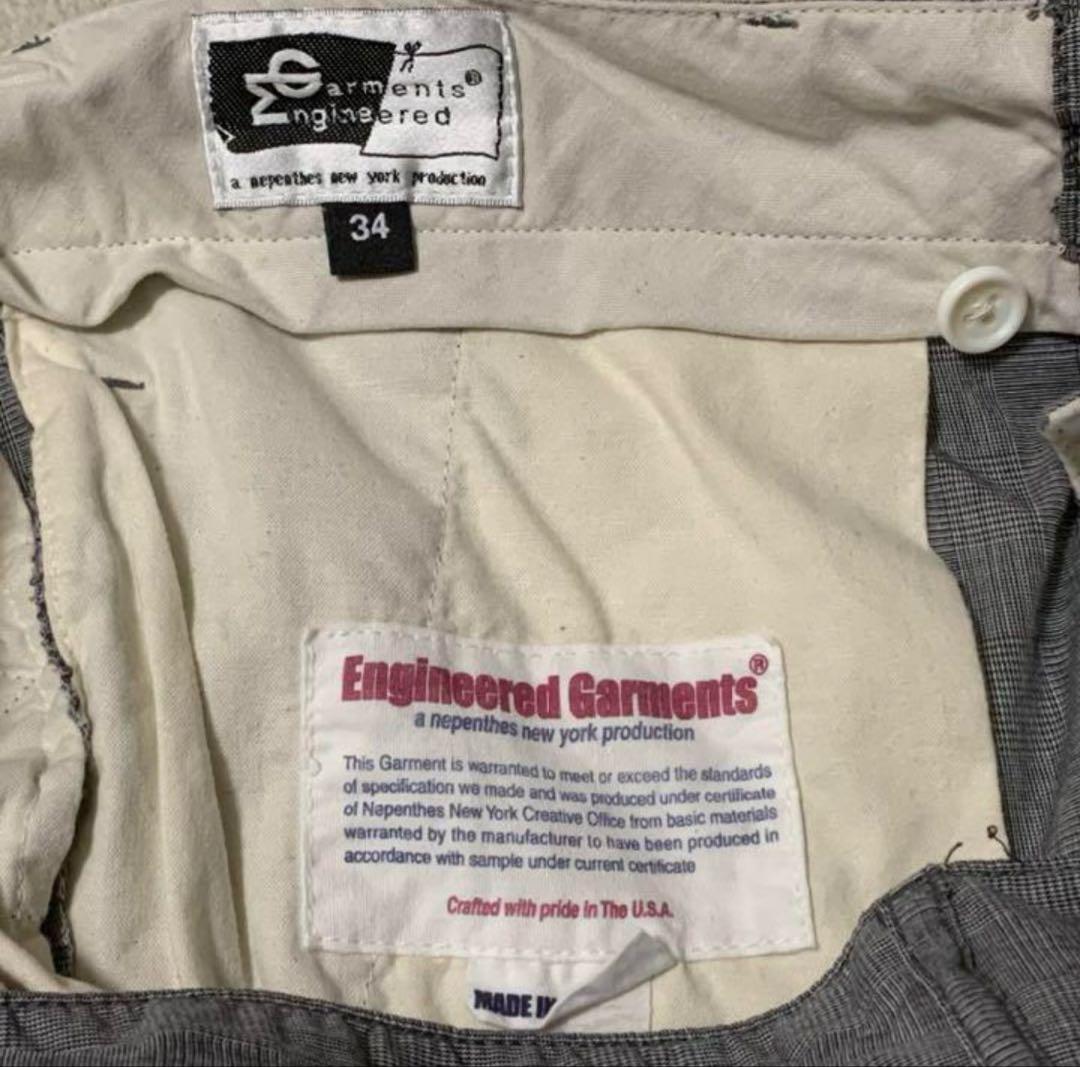 Garments®
Engineered
a nepenthes new york production
34
Engineered Garments®
a nepenthes new york production
This Garment is warranted to meet or exceed the standards
of specification we made and was produced under certificate
of Nepenthes New York Creative Office from basic materials
warranted by the manufacturer to have been produced in
accordance with sample under current certificate
Crafted with pride in The U.S.A.
MADE IN